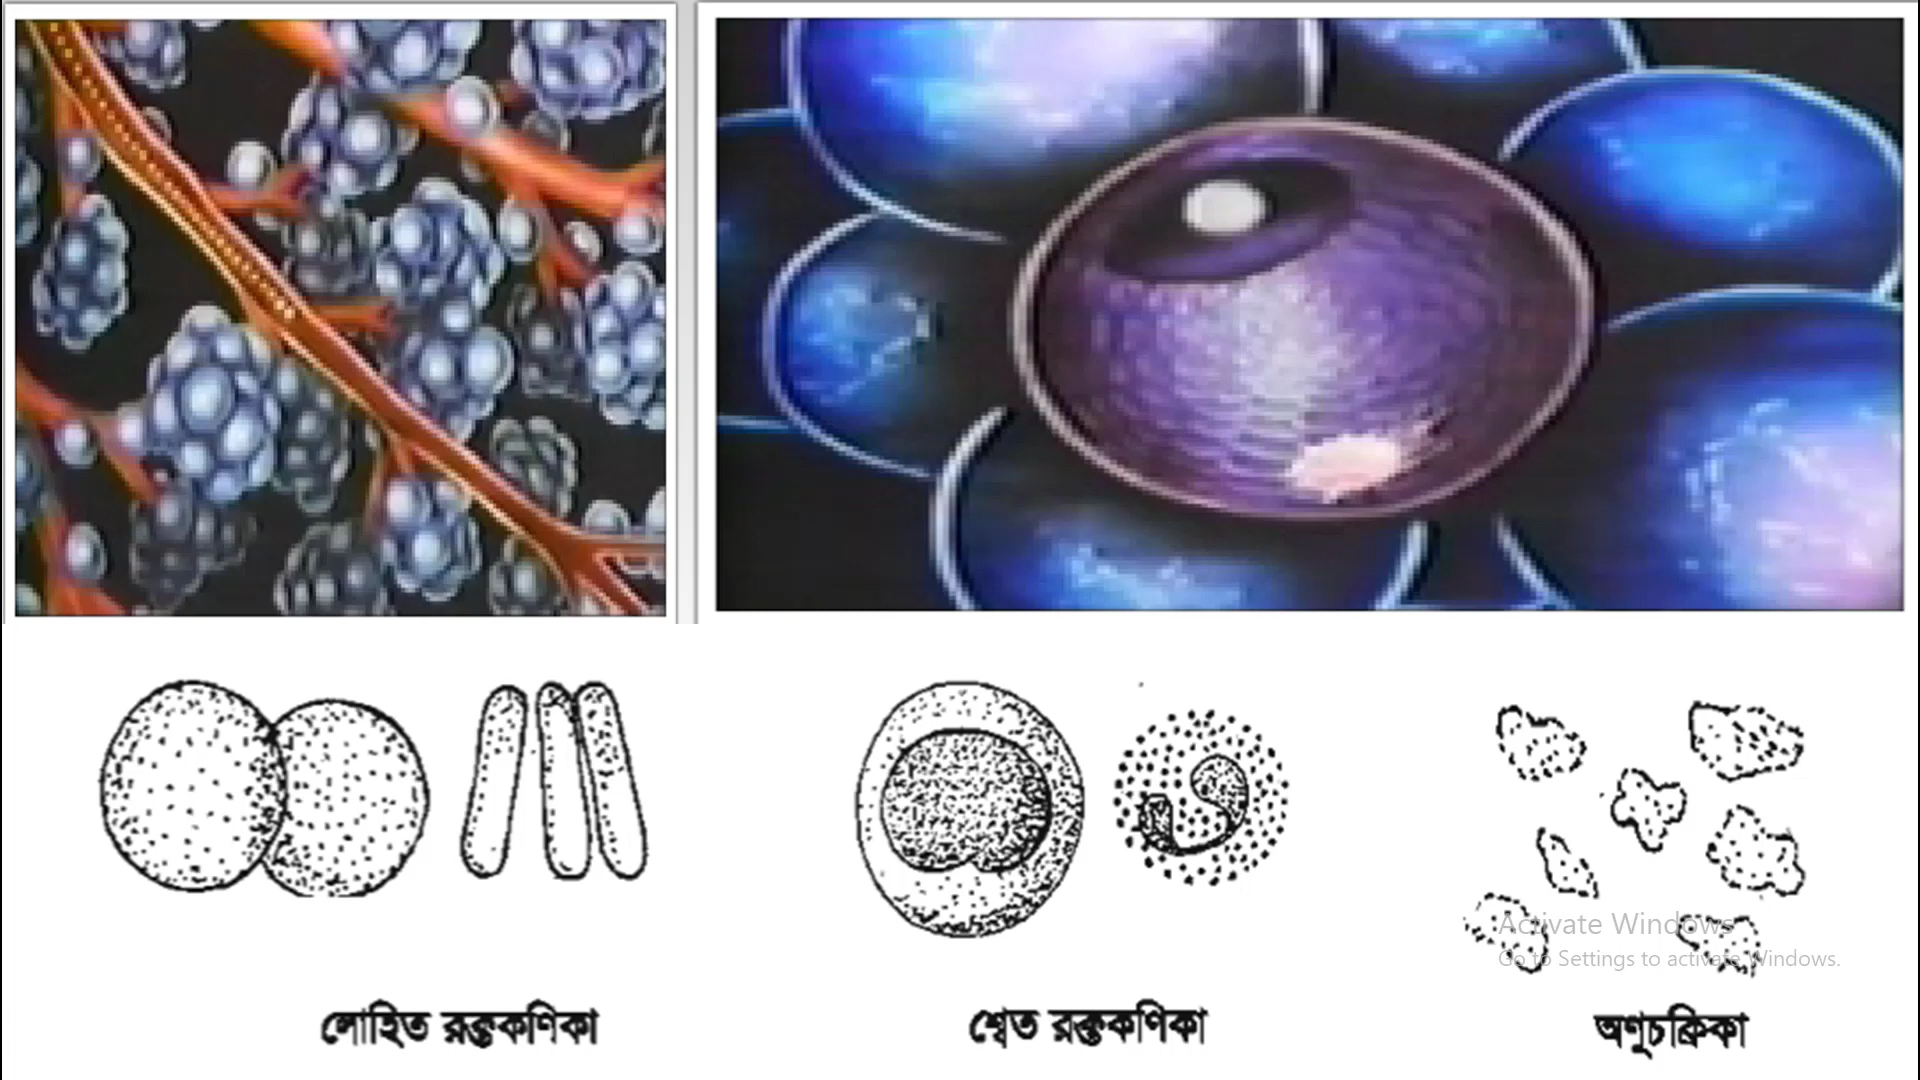 Activate Windows
Go to Settings to activate Windows.
লোহিত রক্তকণিকা
শ্বেত রক্তকণিকা
অণুচক্রিকা